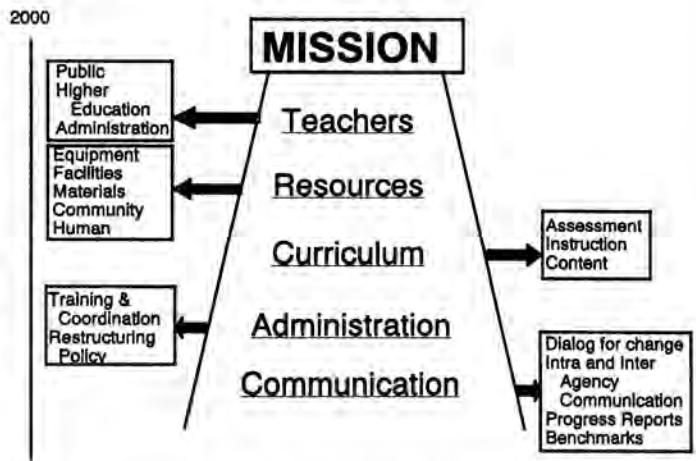 2000
MISSION
Public
Higher
Education
Administration
Teachers
Equipment
Facilities
Materials
Community
Human
Resources
Curriculum
Assessment
Instruction
Content
Training &
Coordination
Restructuring
Policy
Administration
Communication
Dialog for change
Intra and Inter
Agency
Communication
Progress Reports
Benchmarks